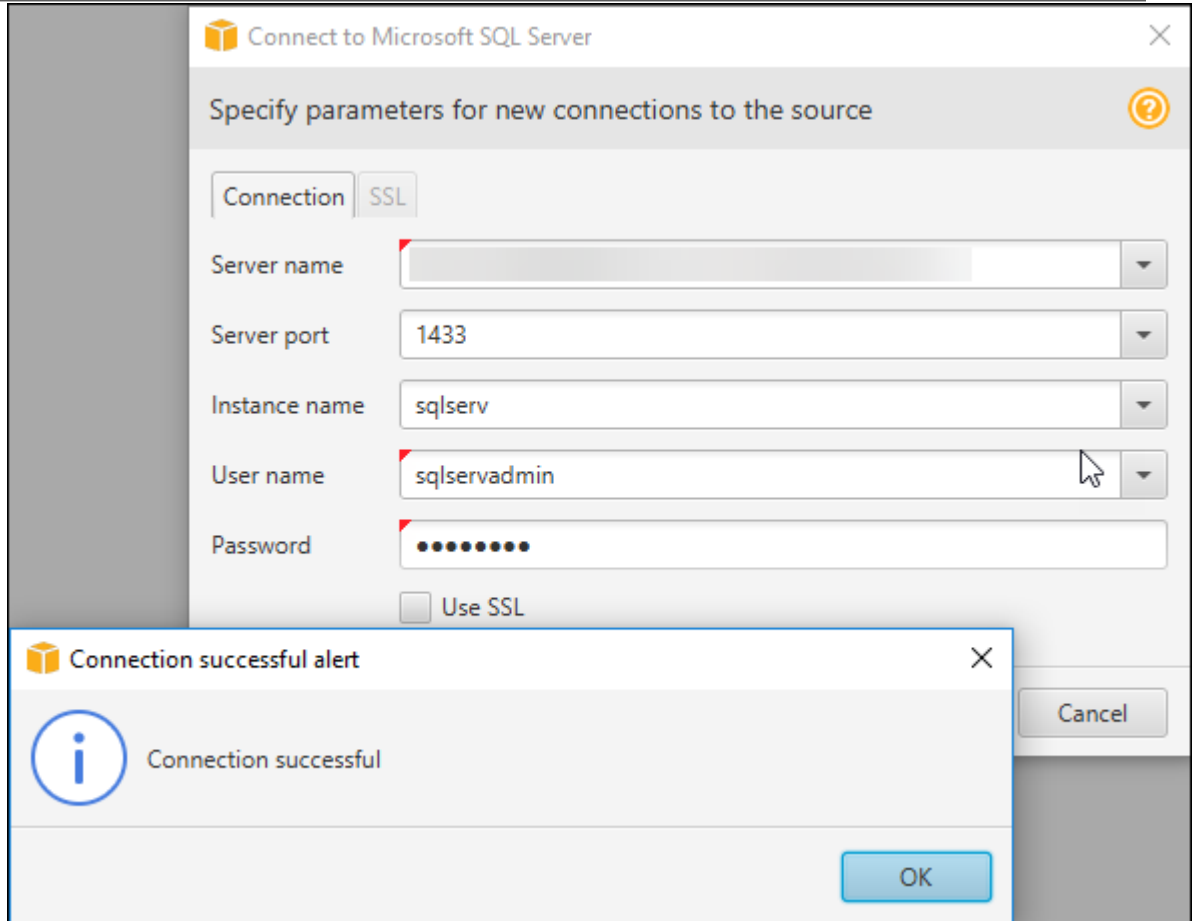 Connect to Microsoft SQL Server
Specify parameters for new connections to the source
Connection SSL
Server name
Server port 1433
Instance name sqlserv
User name sqlservadmin
Password ••••••••
Use SSL
Connection successful alert
Cancel
Connection successful
OK